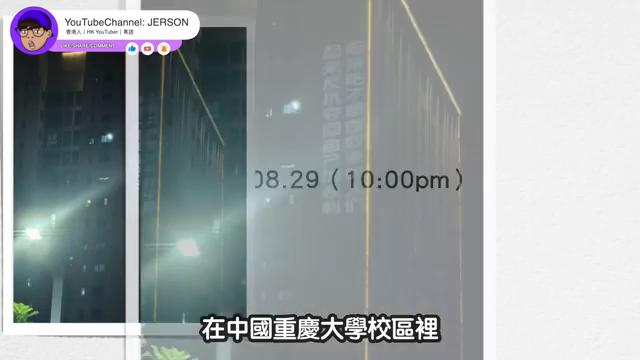 YouTubeChannel: JERSON
香港人 | HK YouTuber | 粵語
LIKE/SHARE/COMMENT
08.29（10:00pm）
在中國重慶大學校區裡